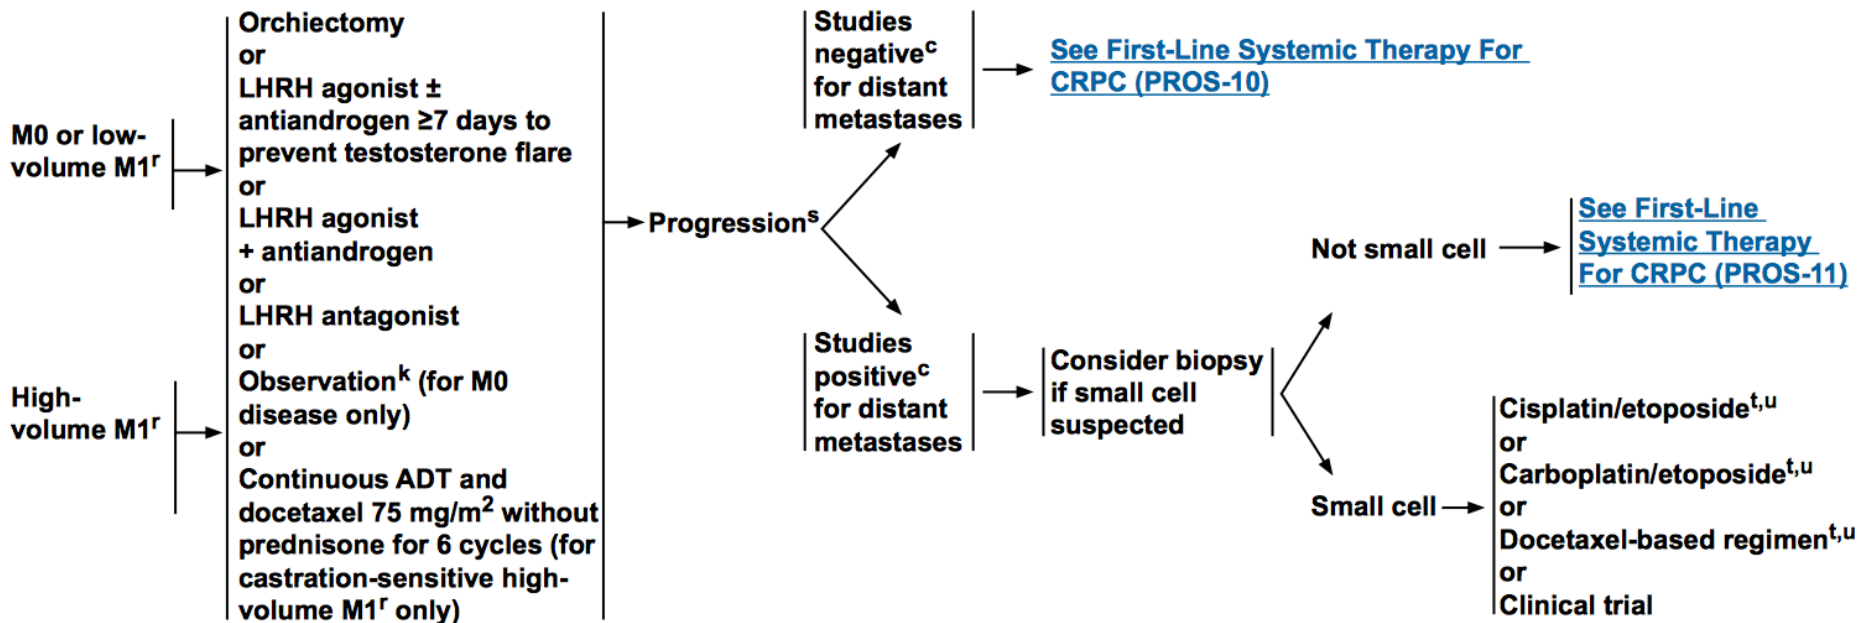 M0 or low-
volume M1r
High-
volume M1r
Orchiectomy
or
LHRH agonist ±
antiandrogen ≥7 days to
prevent testosterone flare
or
LHRH agonist
+ antiandrogen
or
LHRH antagonist
or
Observationk (for M0
disease only)
or
Continuous ADT and
docetaxel 75 mg/m2 without
prednisone for 6 cycles (for
castration-sensitive high-
volume M1r only)
Progressions
Studies
negativec
for distant
metastases
See First-Line Systemic Therapy For
CRPC (PROS-10)
Studies
positivec
for distant
metastases
Consider biopsy
if small cell
suspected
Not small cell
See First-Line
Systemic Therapy
For CRPC (PROS-11)
Small cell
Cisplatin/etoposidet,u
or
Carboplatin/etoposidet,u
or
Docetaxel-based regiment,u
or
Clinical trial